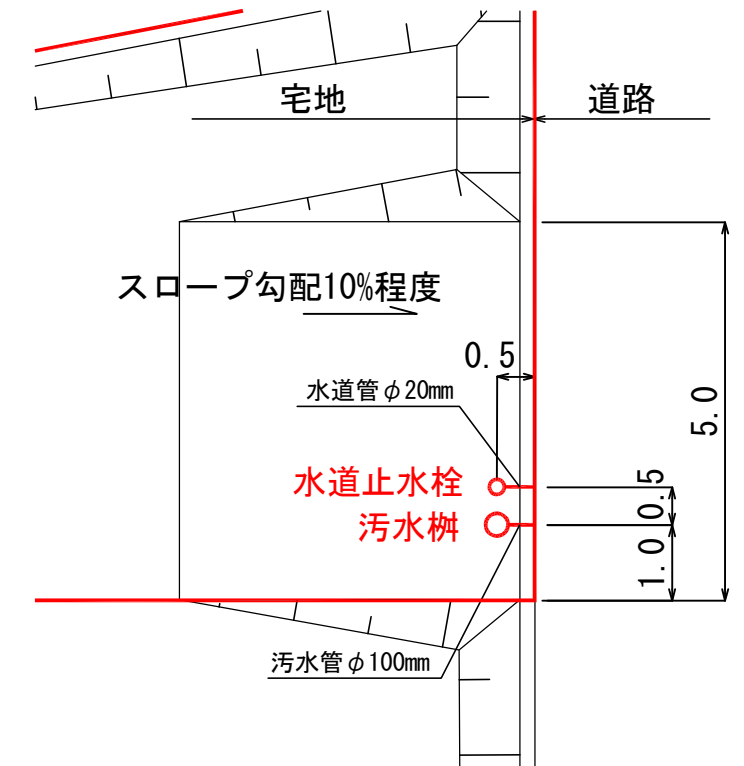 宅地
道路
スロープ勾配10%程度
0.5
水道管φ20mm
5.0
水道止水栓
0.5
汚水桝
1.0
汚水管φ100mm